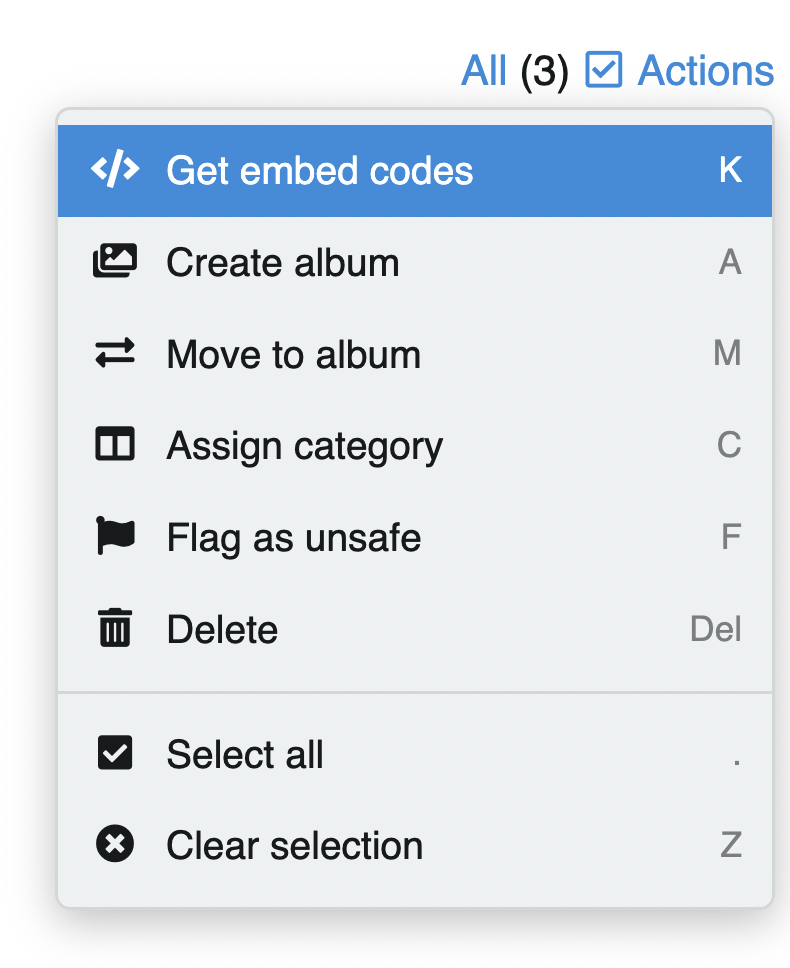 All (3) Actions
Get embed codes K
Create album A
Move to album M
Assign category C
Flag as unsafe F
Delete Del
Select all .
Clear selection Z